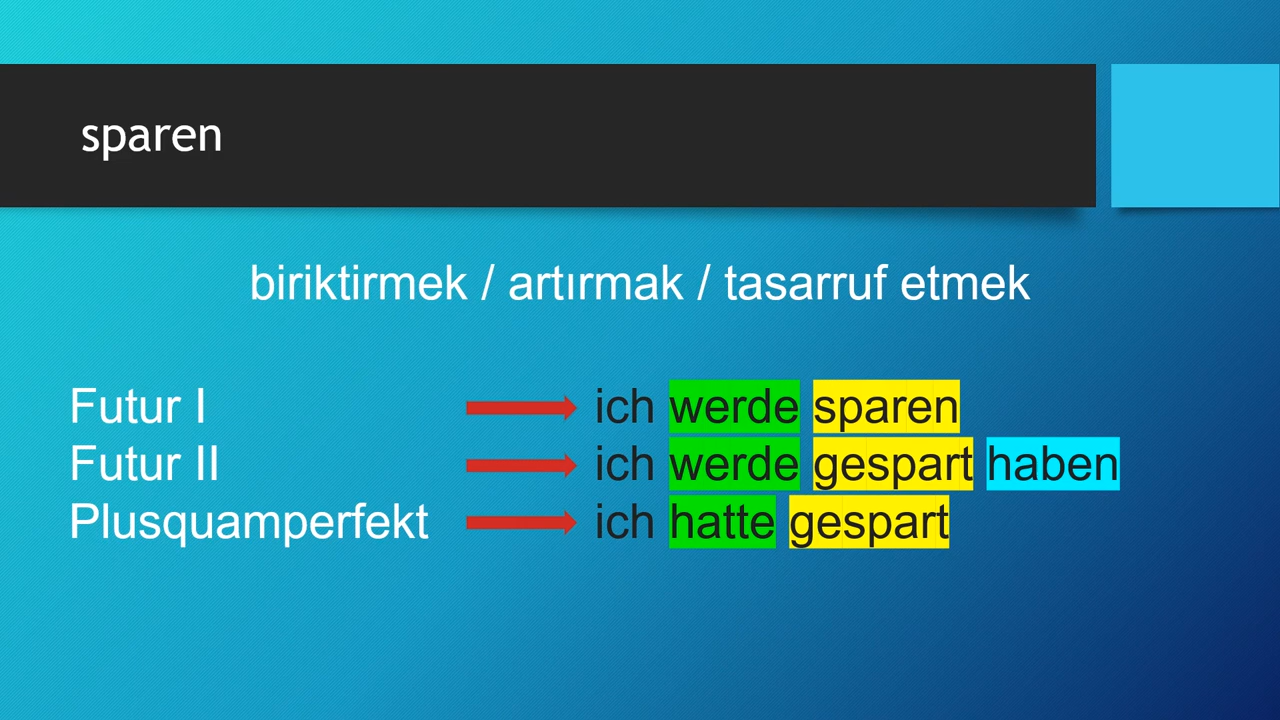 sparen
biriktirmek / artırmak / tasarruf etmek
Futur I ich werde sparen
Futur II ich werde gespart haben
Plusquamperfekt ich hatte gespart